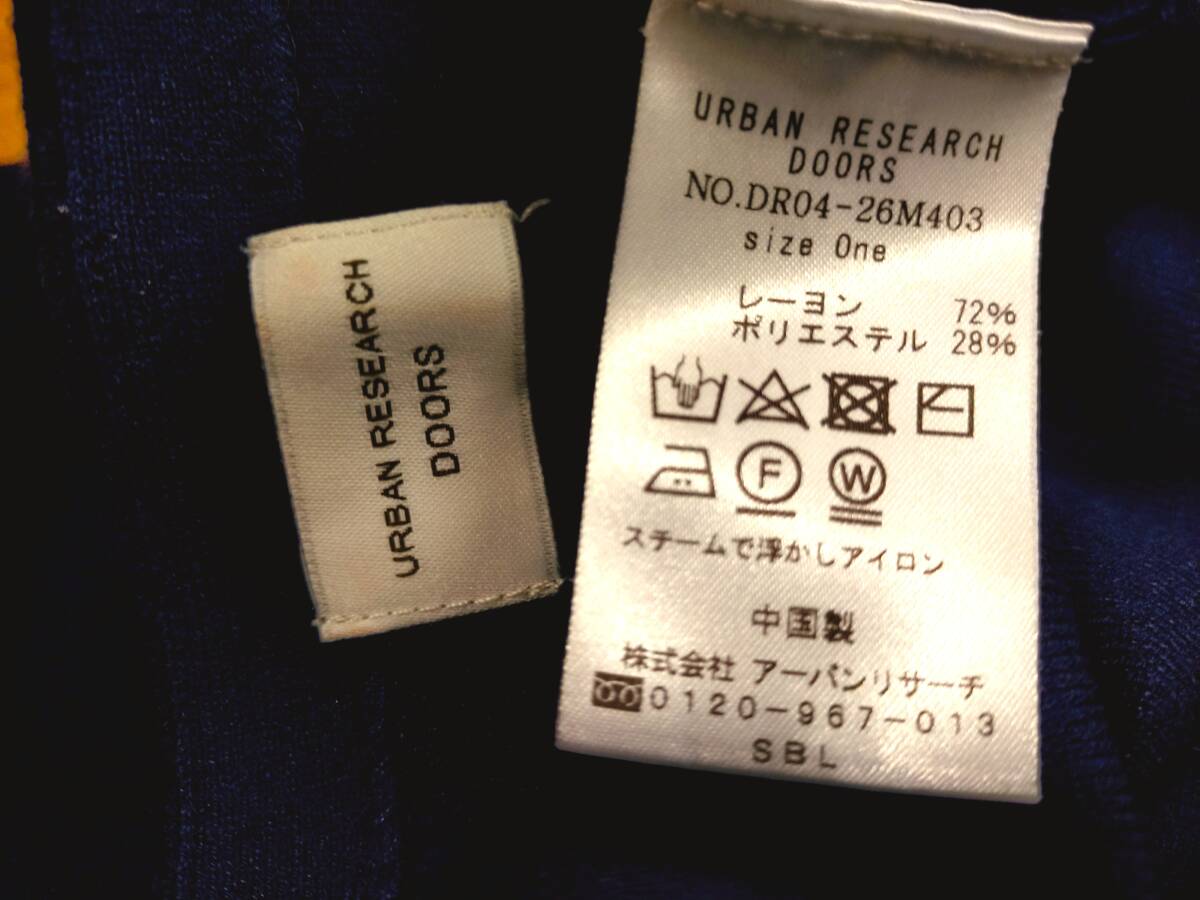 URBAN RESEARCH
DOORS
URBAN RESEARCH
DOORS
NO.DR04-26M403
size One
レーヨン 72%
ポリエステル 28%
F W
スチームで浮かしアイロン
中国製
株式会社 アーバンリサーチ
0120-967-013
SBL